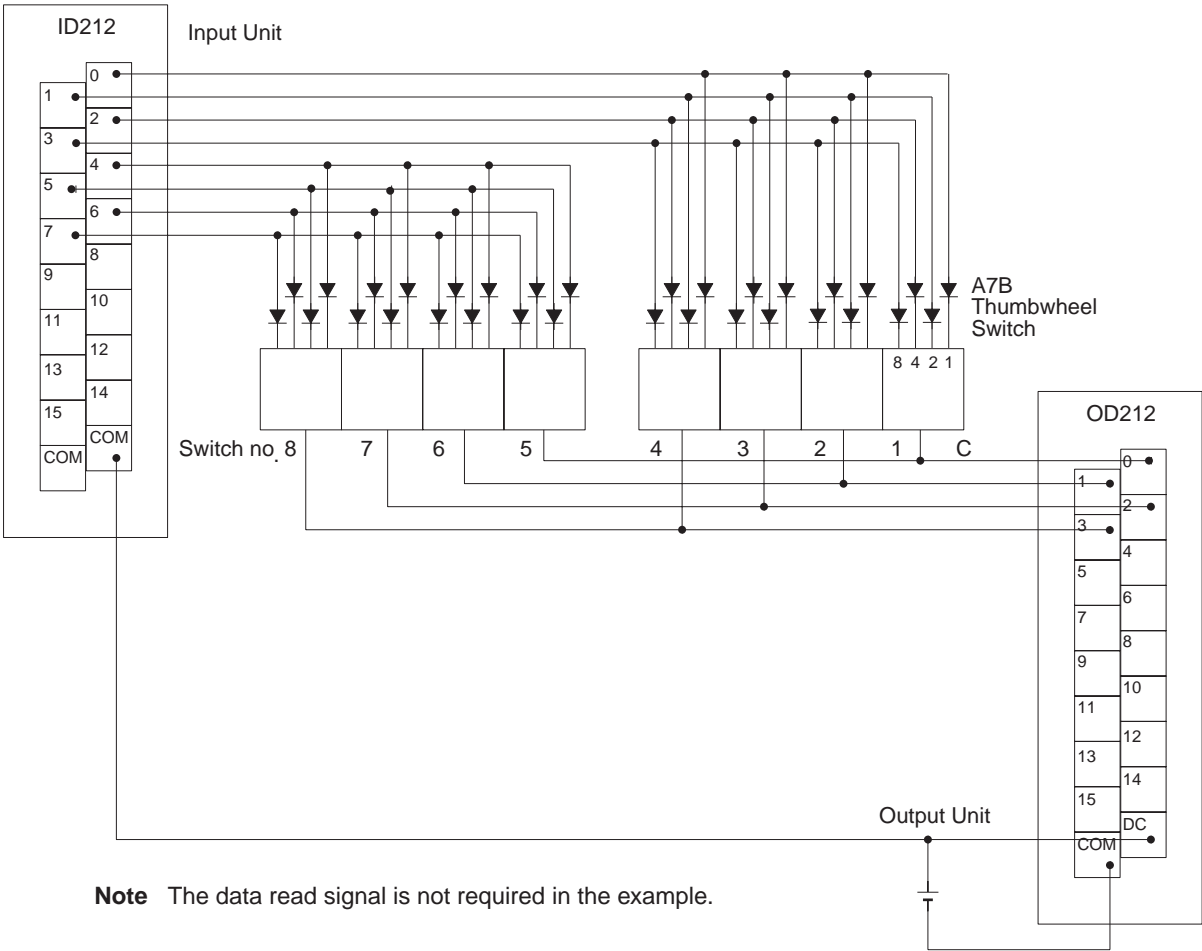 ID212
Input Unit
0
1
2
3
4
5
6
7
8
9
10
11
12
13
14
15
COM
COM
A7B
Thumbwheel
Switch
8 4 2 1
Switch no. 8 7 6 5 4 3 2 1 C
OD212
0
1
2
3
4
5
6
7
8
9
10
11
12
13
14
15
DC
COM
Output Unit
Note The data read signal is not required in the example.